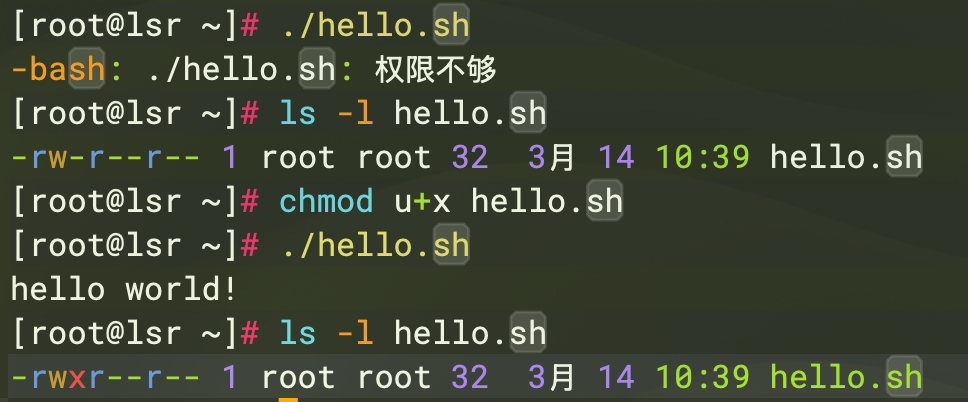 [root@lsr ~]# ./hello.sh
-bash: ./hello.sh: 权限不够
[root@lsr ~]# ls -l hello.sh
-rw-r--r-- 1 root root 32  3月 14 10:39 hello.sh
[root@lsr ~]# chmod u+x hello.sh
[root@lsr ~]# ./hello.sh
hello world!
[root@lsr ~]# ls -l hello.sh
-rwxr--r-- 1 root root 32  3月 14 10:39 hello.sh